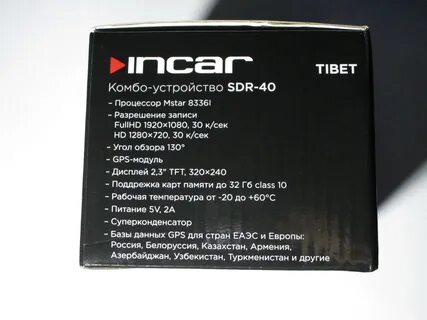 incar
TIBET
Комбо-устройство SDR-40
- Процессор Mstar 8336I
- Разрешение записи
FullHD 1920×1080, 30 к/сек
HD 1280×720, 30 к/сек
- Угол обзора 130°
- GPS-модуль
- Дисплей 2,3" TFT, 320×240
- Поддрежка карт памяти до 32 Гб class 10
- Рабочая температура от -20 до +60°С
- Питание 5V, 2A
- Суперконденсатор
- Базы данных GPS для стран ЕАЭС и Европы:
Россия, Белоруссия, Казахстан, Армения,
Азербайджан, Узбекистан, Туркменистан и другие